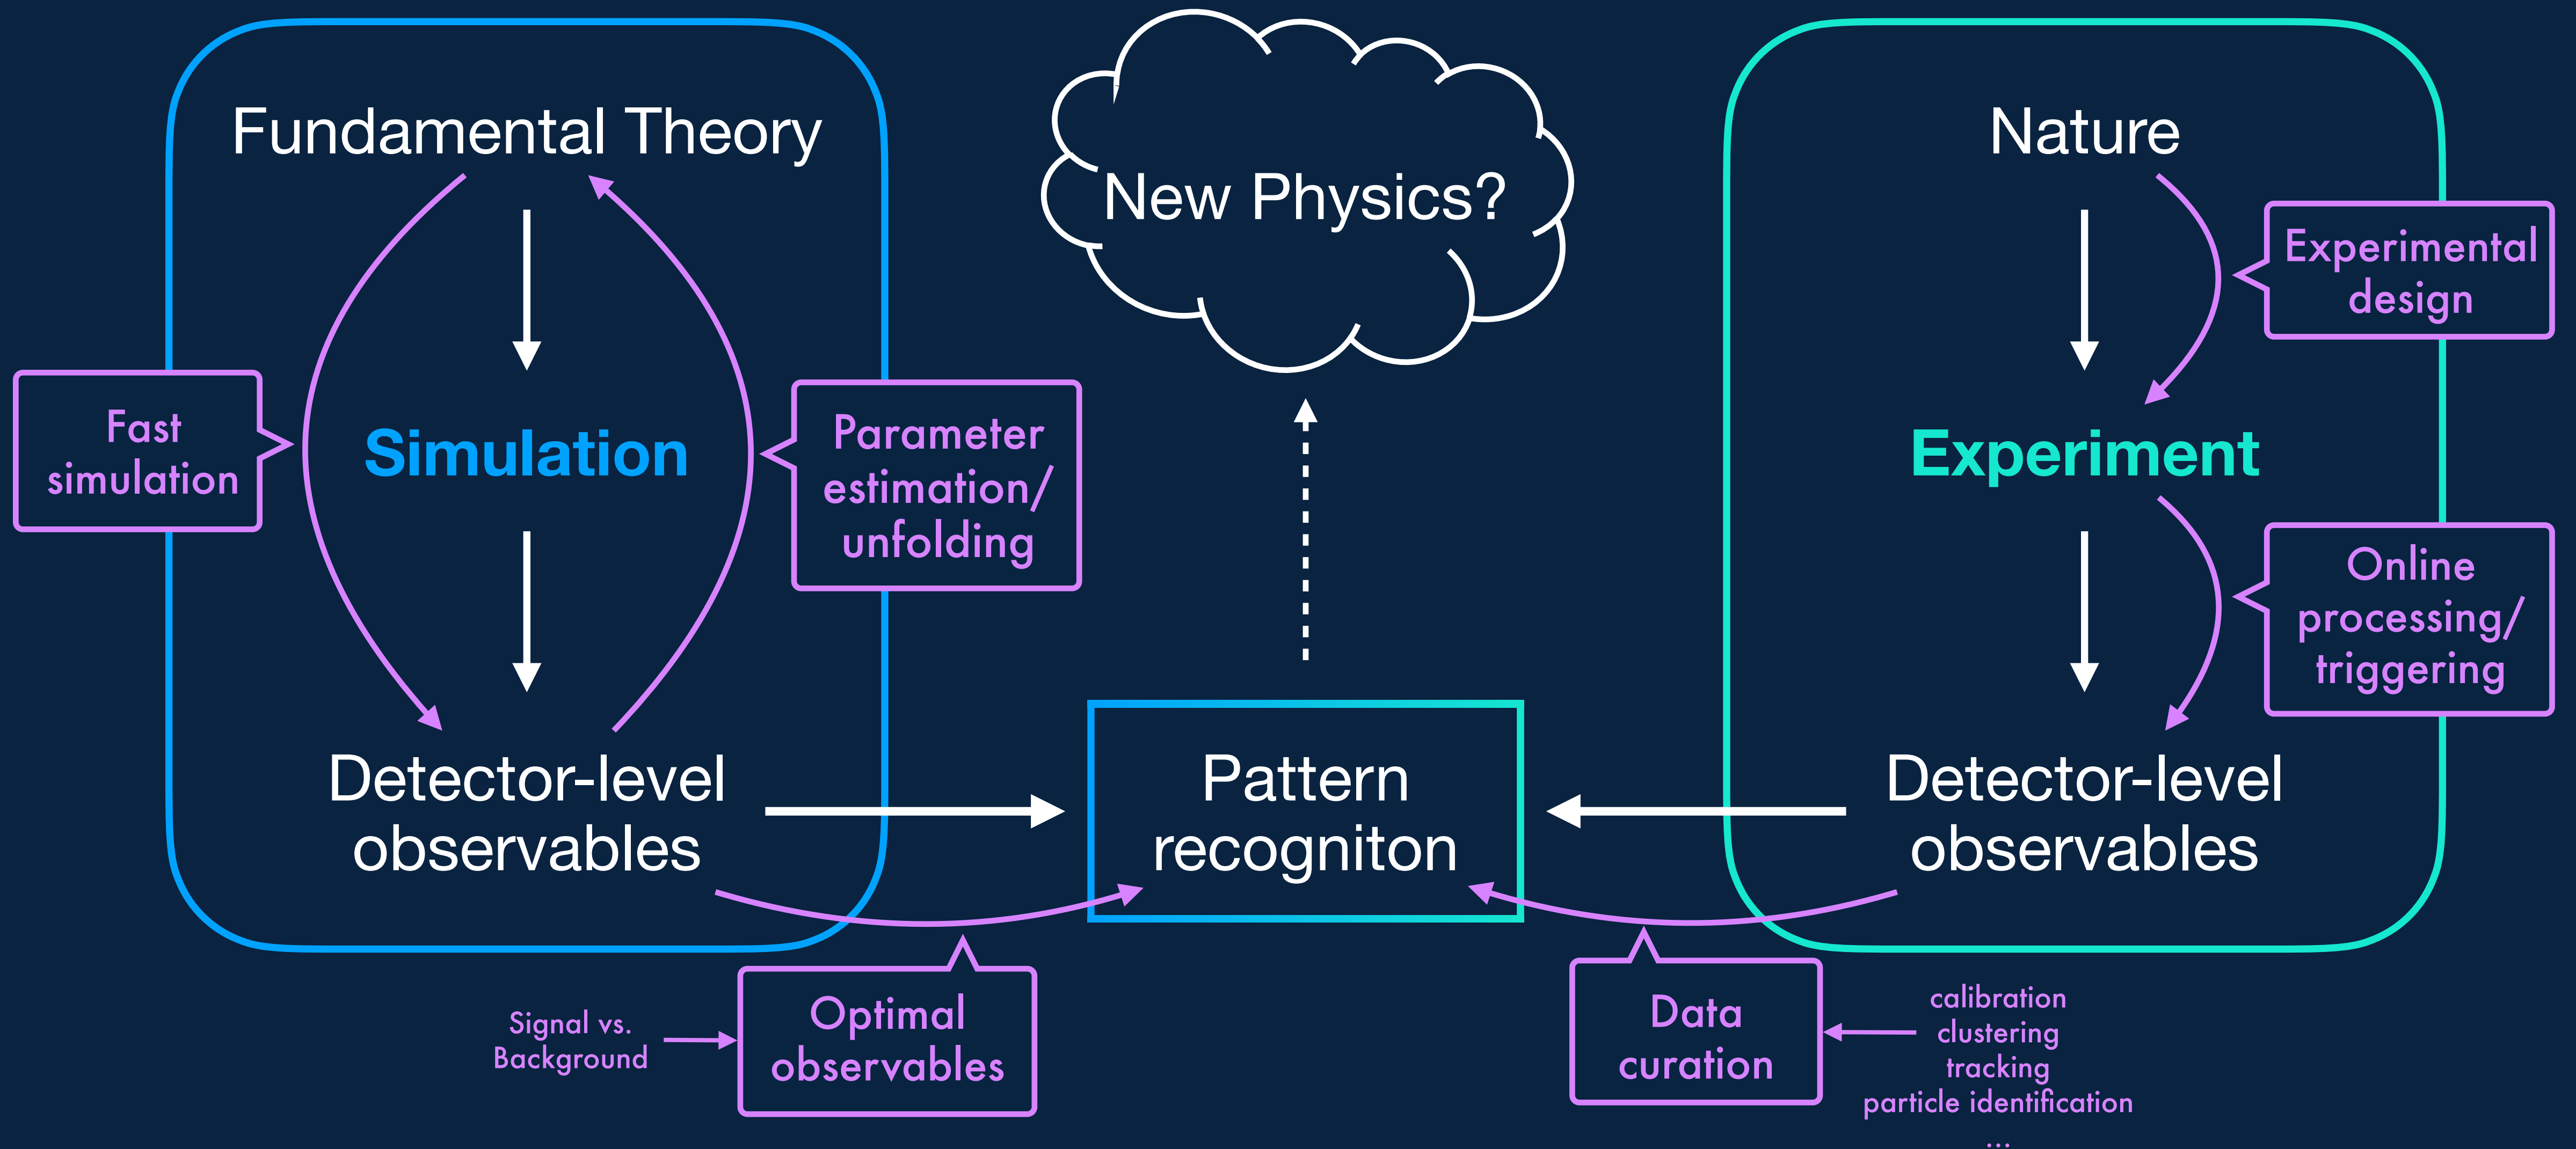 Fundamental Theory
Fast
simulation
Simulation
Parameter
estimation/
unfolding
Detector-level
observables
Signal vs.
Background
Optimal
observables
New Physics?
Pattern
recogniton
Nature
Experimental
design
Experiment
Online
processing/
triggering
Detector-level
observables
Data
curation
calibration
clustering
tracking
particle identification
...